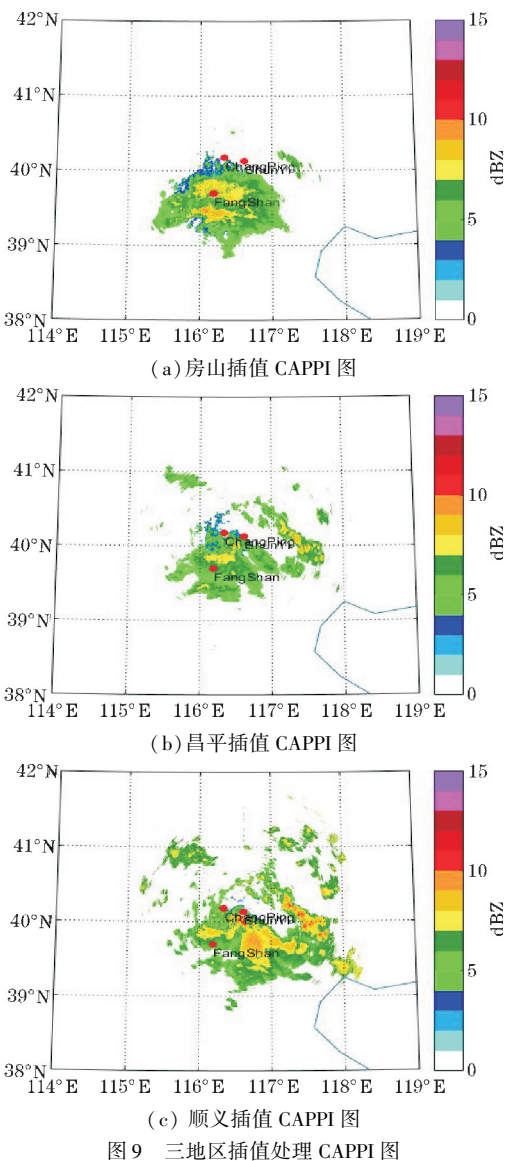 42°N
15
41°N
10
ChangPing
40°N
dBZ
FangShan
5
39°N
38°N
0
114°E 115°E 116°E 117°E 118°E 119°E
(a)房山插值 CAPPI 图
42°N
15
41°N
10
ChangPing
40°N
dBZ
FangShan
5
39°N
38°N
0
114°E 115°E 116°E 117°E 118°E 119°E
(b)昌平插值 CAPPI 图
42°N
15
41°N
10
ChangPing
40°N
dBZ
FangShan
5
39°N
38°N
0
114°E 115°E 116°E 117°E 118°E 119°E
(c) 顺义插值 CAPPI 图
图9 三地区插值处理 CAPPI 图